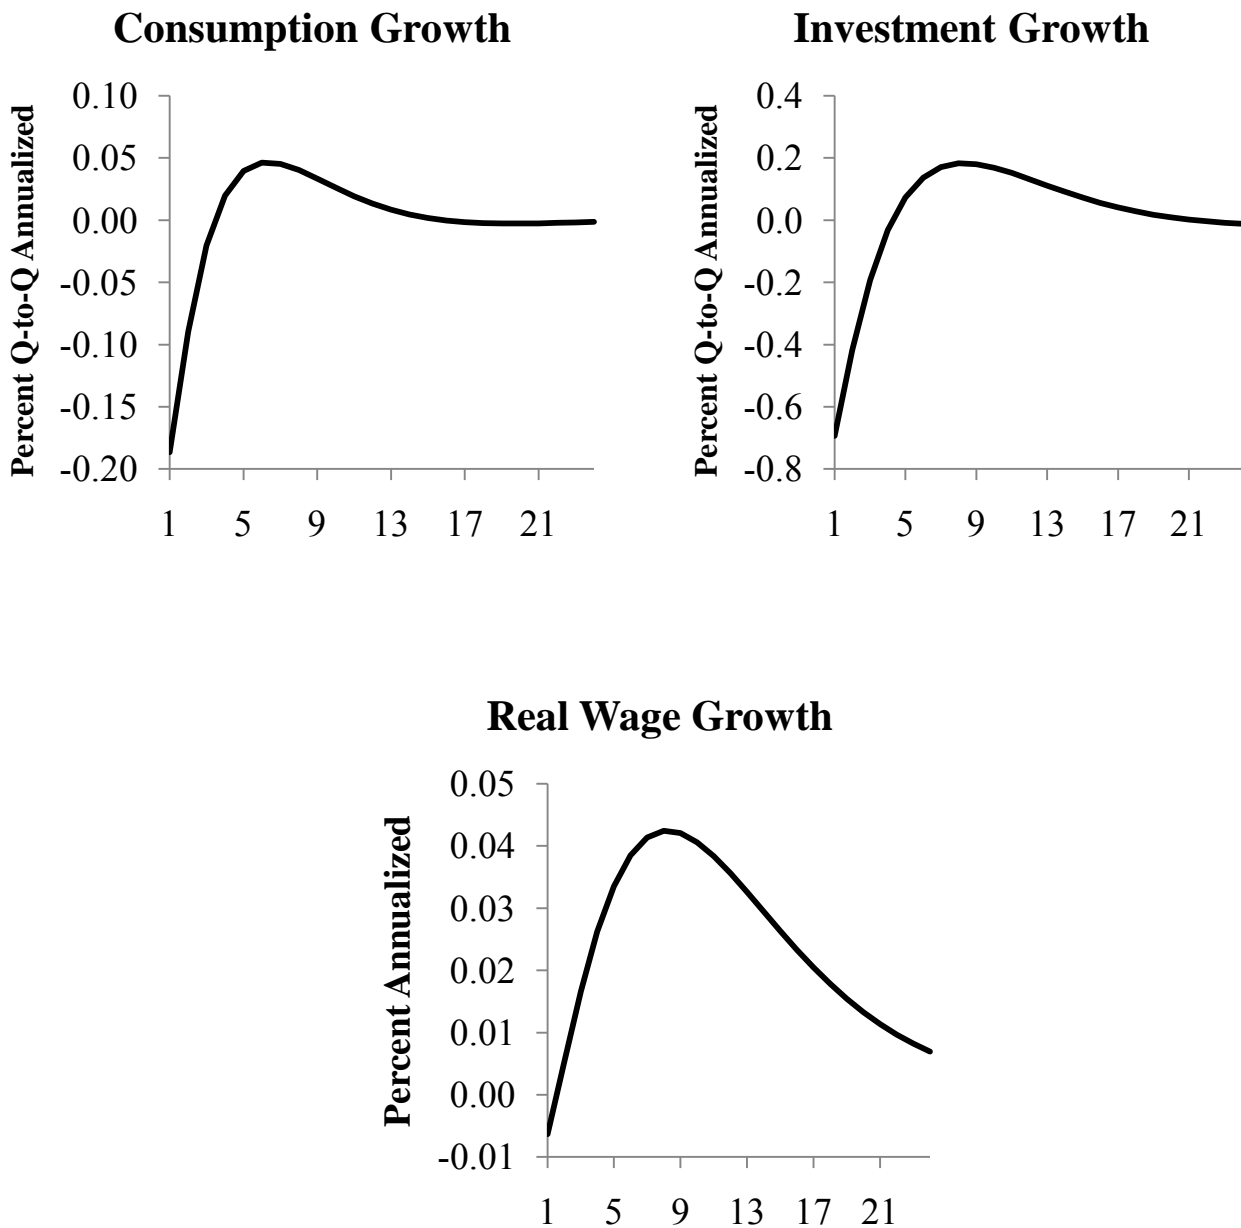 Consumption Growth
Percent Q-to-Q Annualized
0.10
0.05
0.00
-0.05
-0.10
-0.15
-0.20
1 5 9 13 17 21
Investment Growth
Percent Q-to-Q Annualized
0.4
0.2
0.0
-0.2
-0.4
-0.6
-0.8
1 5 9 13 17 21
Real Wage Growth
Percent Annualized
0.05
0.04
0.03
0.02
0.01
0.00
-0.01
1 5 9 13 17 21